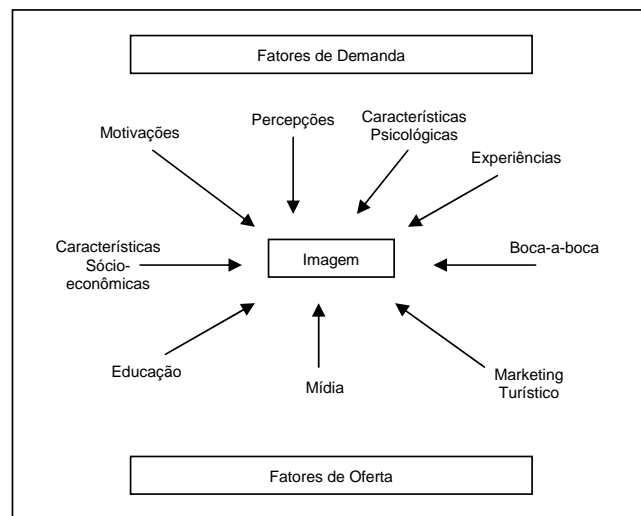 Fatores de Demanda
Percepções
Características
Psicológicas
Motivações
Experiências
Características
Sócio-
econômicas
Imagem
Boca-a-boca
Educação
Mídia
Marketing
Turístico
Fatores de Oferta